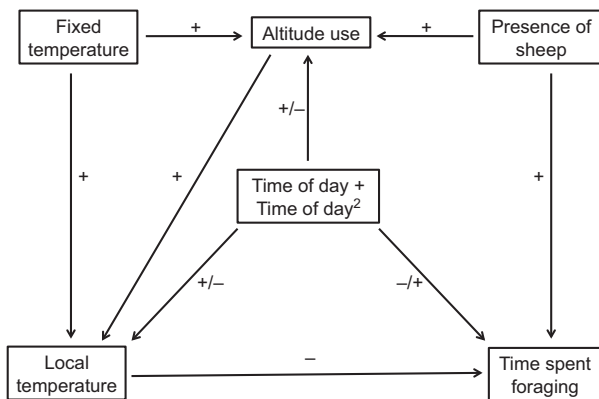 Fixed
temperature
+
Altitude use
+
Presence of
sheep
+/–
+
+
Time of day +
Time of day²
+
+/–
–/+
Local
temperature
–
Time spent
foraging